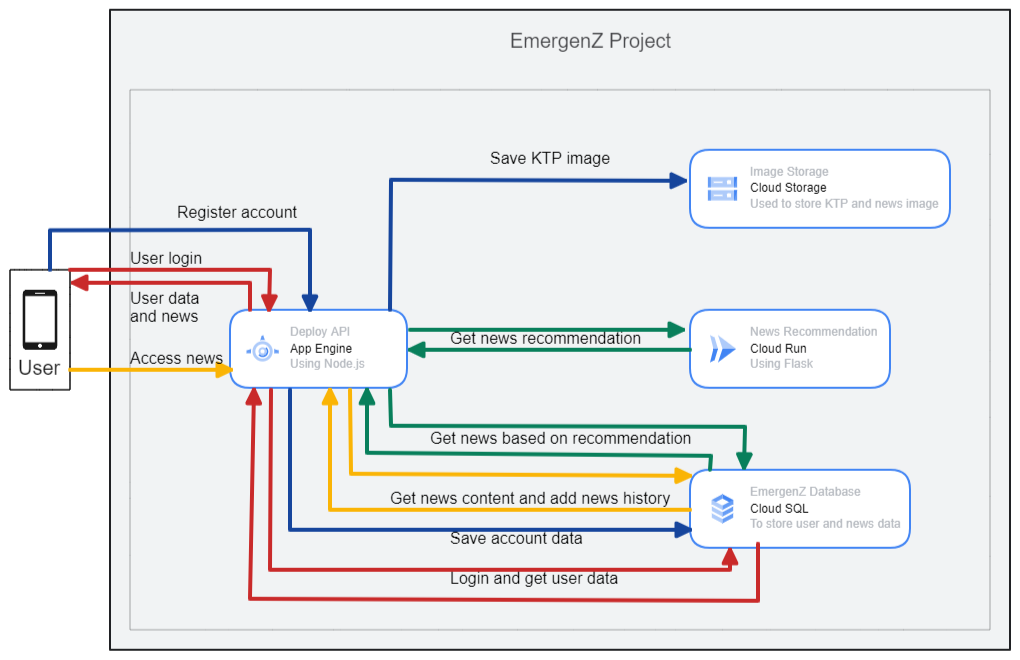 EmergenZ Project
Save KTP image
Image Storage
Cloud Storage
Used to store KTP and news image
Register account
User login
User data
and news
Access news
User
Deploy API
App Engine
Using Node.js
Get news recommendation
News Recommendation
Cloud Run
Using Flask
Get news based on recommendation
Get news content and add news history
EmergenZ Database
Cloud SQL
To store user and news data
Save account data
Login and get user data